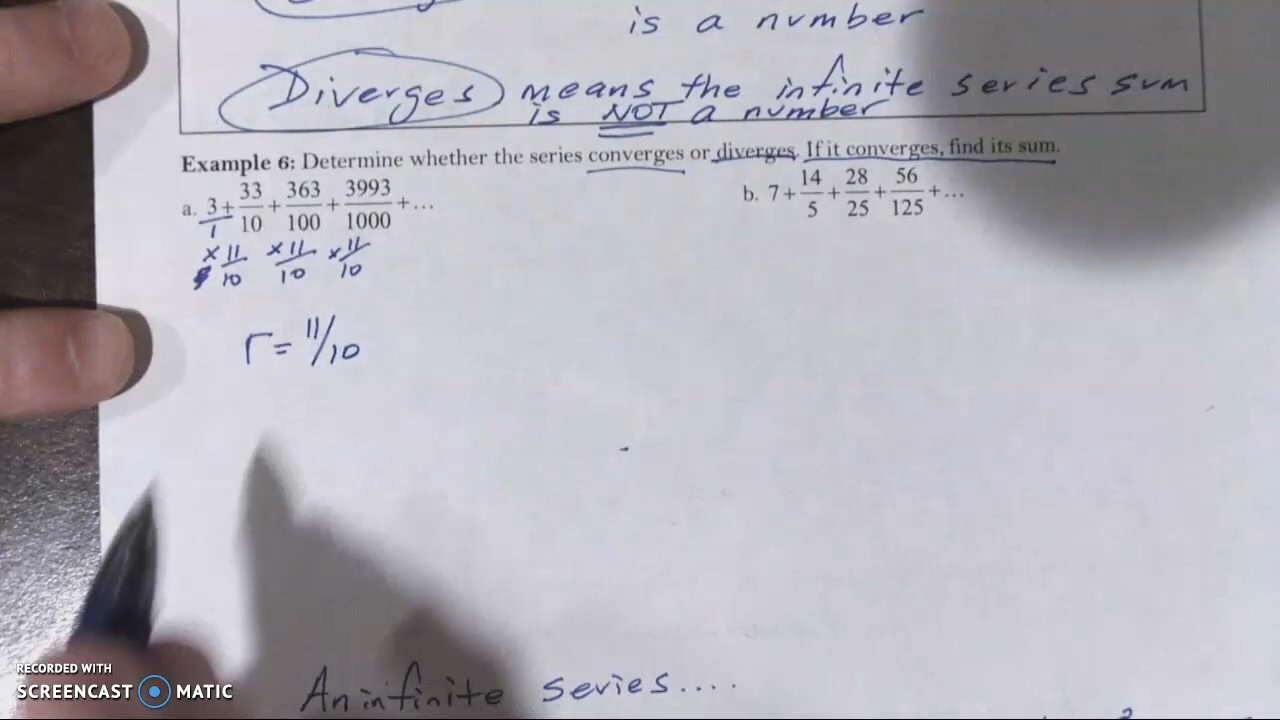 is a number
Diverges means the infinite series sum
is NOT a number
Example 6: Determine whether the series converges or diverges. If it converges, find its sum.
a. 3 + 33/10 + 363/100 + 3993/1000 + ...
b. 7 + 14/5 + 28/25 + 56/125 + ...
1
× 11/10 × 11/10 × 11/10
r = 11/10
An infinite series....
2
RECORDED WITH
SCREENCAST MATIC